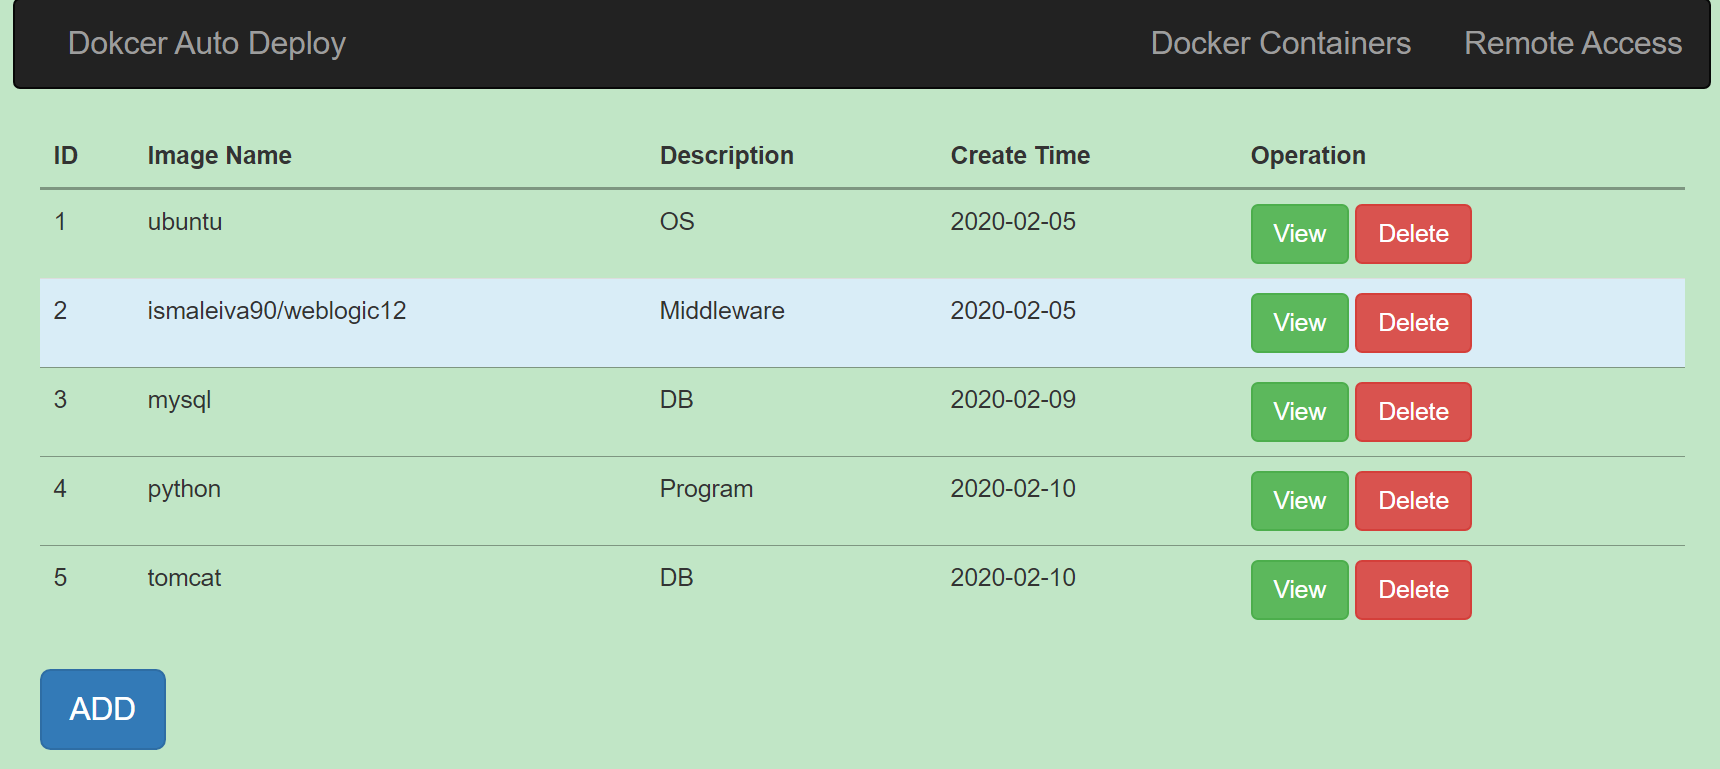 Dokcer Auto Deploy Docker Containers Remote Access
ID Image Name Description Create Time Operation
1 ubuntu OS 2020-02-05 View Delete
2 ismaleiva90/weblogic12 Middleware 2020-02-05 View Delete
3 mysql DB 2020-02-09 View Delete
4 python Program 2020-02-10 View Delete
5 tomcat DB 2020-02-10 View Delete
ADD